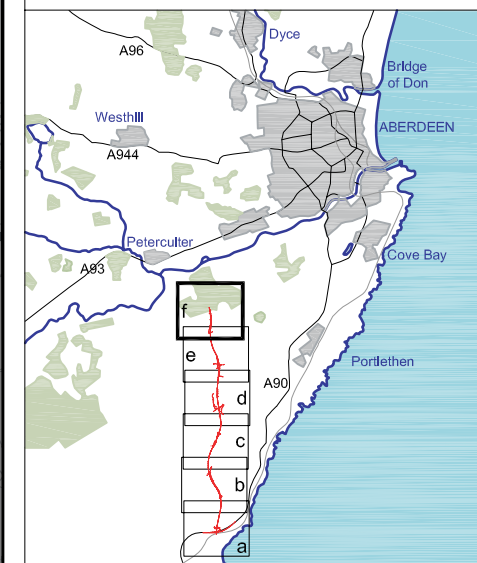 Dyce
A96
Bridge
of Don
Westhill
ABERDEEN
A944
Peterculter
Cove Bay
A93
f
e
Portlethen
A90
d
c
b
a